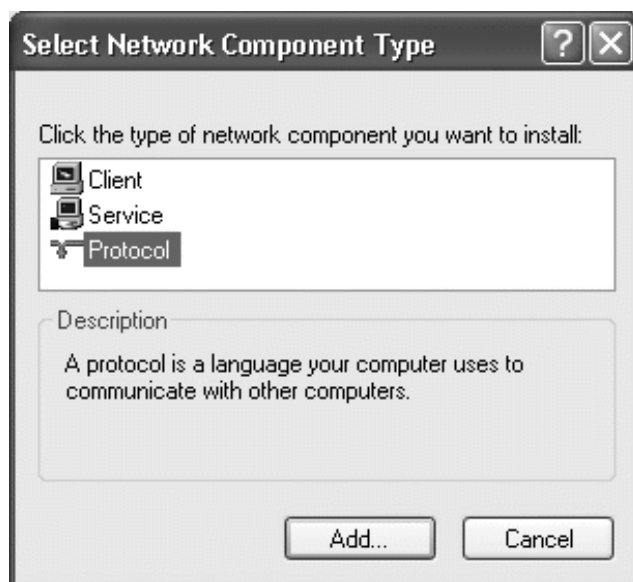 Select Network Component Type
Click the type of network component you want to install:
Client
Service
Protocol
Description
A protocol is a language your computer uses to
communicate with other computers.
Add...
Cancel